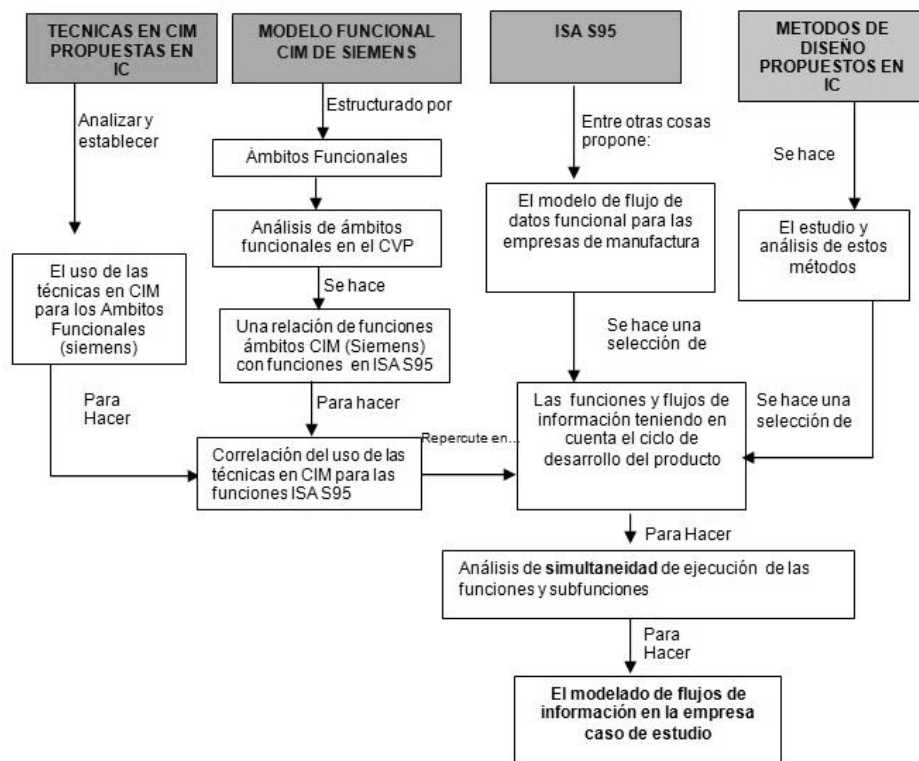 TECNICAS EN CIM
PROPUESTAS EN
IC
MODELO FUNCIONAL
CIM DE SIEMENS
ISA S95
METODOS DE
DISEÑO
PROPUESTOS EN
IC
Analizar y
establecer
Estructurado por
Entre otras cosas
propone:
Se hace
Ámbitos Funcionales
El modelo de flujo de
datos funcional para las
empresas de manufactura
Análisis de ámbitos
funcionales en el CVP
El estudio y
análisis de estos
métodos
El uso de las
técnicas en CIM
para los Ambitos
Funcionales
(siemens)
Se hace
Una relación de funciones
ámbitos CIM (Siemens)
con funciones en ISA S95
Se hace una
selección de
Para
Hacer
Para hacer
Las funciones y flujos de
información teniendo en
cuenta el ciclo de
desarrollo del producto
Se hace una
selección de
Repercute en...
Correlación del uso de las
técnicas en CIM para las
funciones ISA S95
Para Hacer
Análisis de simultaneidad de ejecución de las
funciones y subfunciones
Para
Hacer
El modelado de flujos de
información en la empresa
caso de estudio